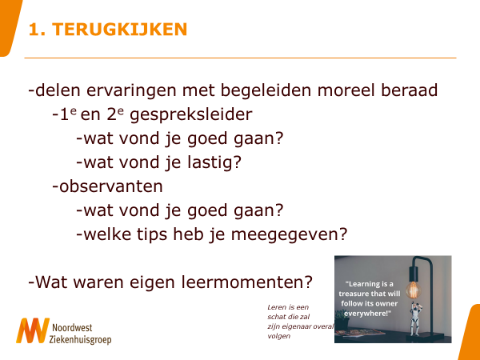 1. TERUGKIJKEN
-delen ervaringen met begeleiden moreel beraad
-1e en 2e gespreksleider
-wat vond je goed gaan?
-wat vond je lastig?
-observanten
-wat vond je goed gaan?
-welke tips heb je meegegeven?
-Wat waren eigen leermomenten?
Leren is een
schat die zal
zijn eigenaar overal
volgen
"Learning is a
treasure that will
follow its owner
everywhere!"
Noordwest
Ziekenhuisgroep